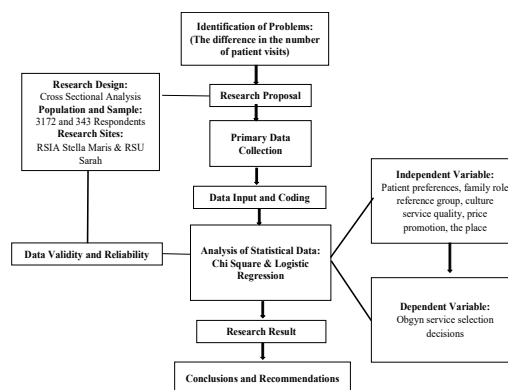 Identification of Problems:
(The difference in the number
of patient visits)
Research Design:
Cross Sectional Analysis
Population and Sample:
3172 and 343 Respondents
Research Sites:
RSIA Stella Maris & RSU
Sarah
Research Proposal
Primary Data
Collection
Data Input and Coding
Independent Variable:
Patient preferences, family role
reference group, culture
service quality, price
promotion, the place
Data Validity and Reliability
Analysis of Statistical Data:
Chi Square & Logistic
Regression
Dependent Variable:
Obgyn service selection
decisions
Research Result
Conclusions and Recommendations